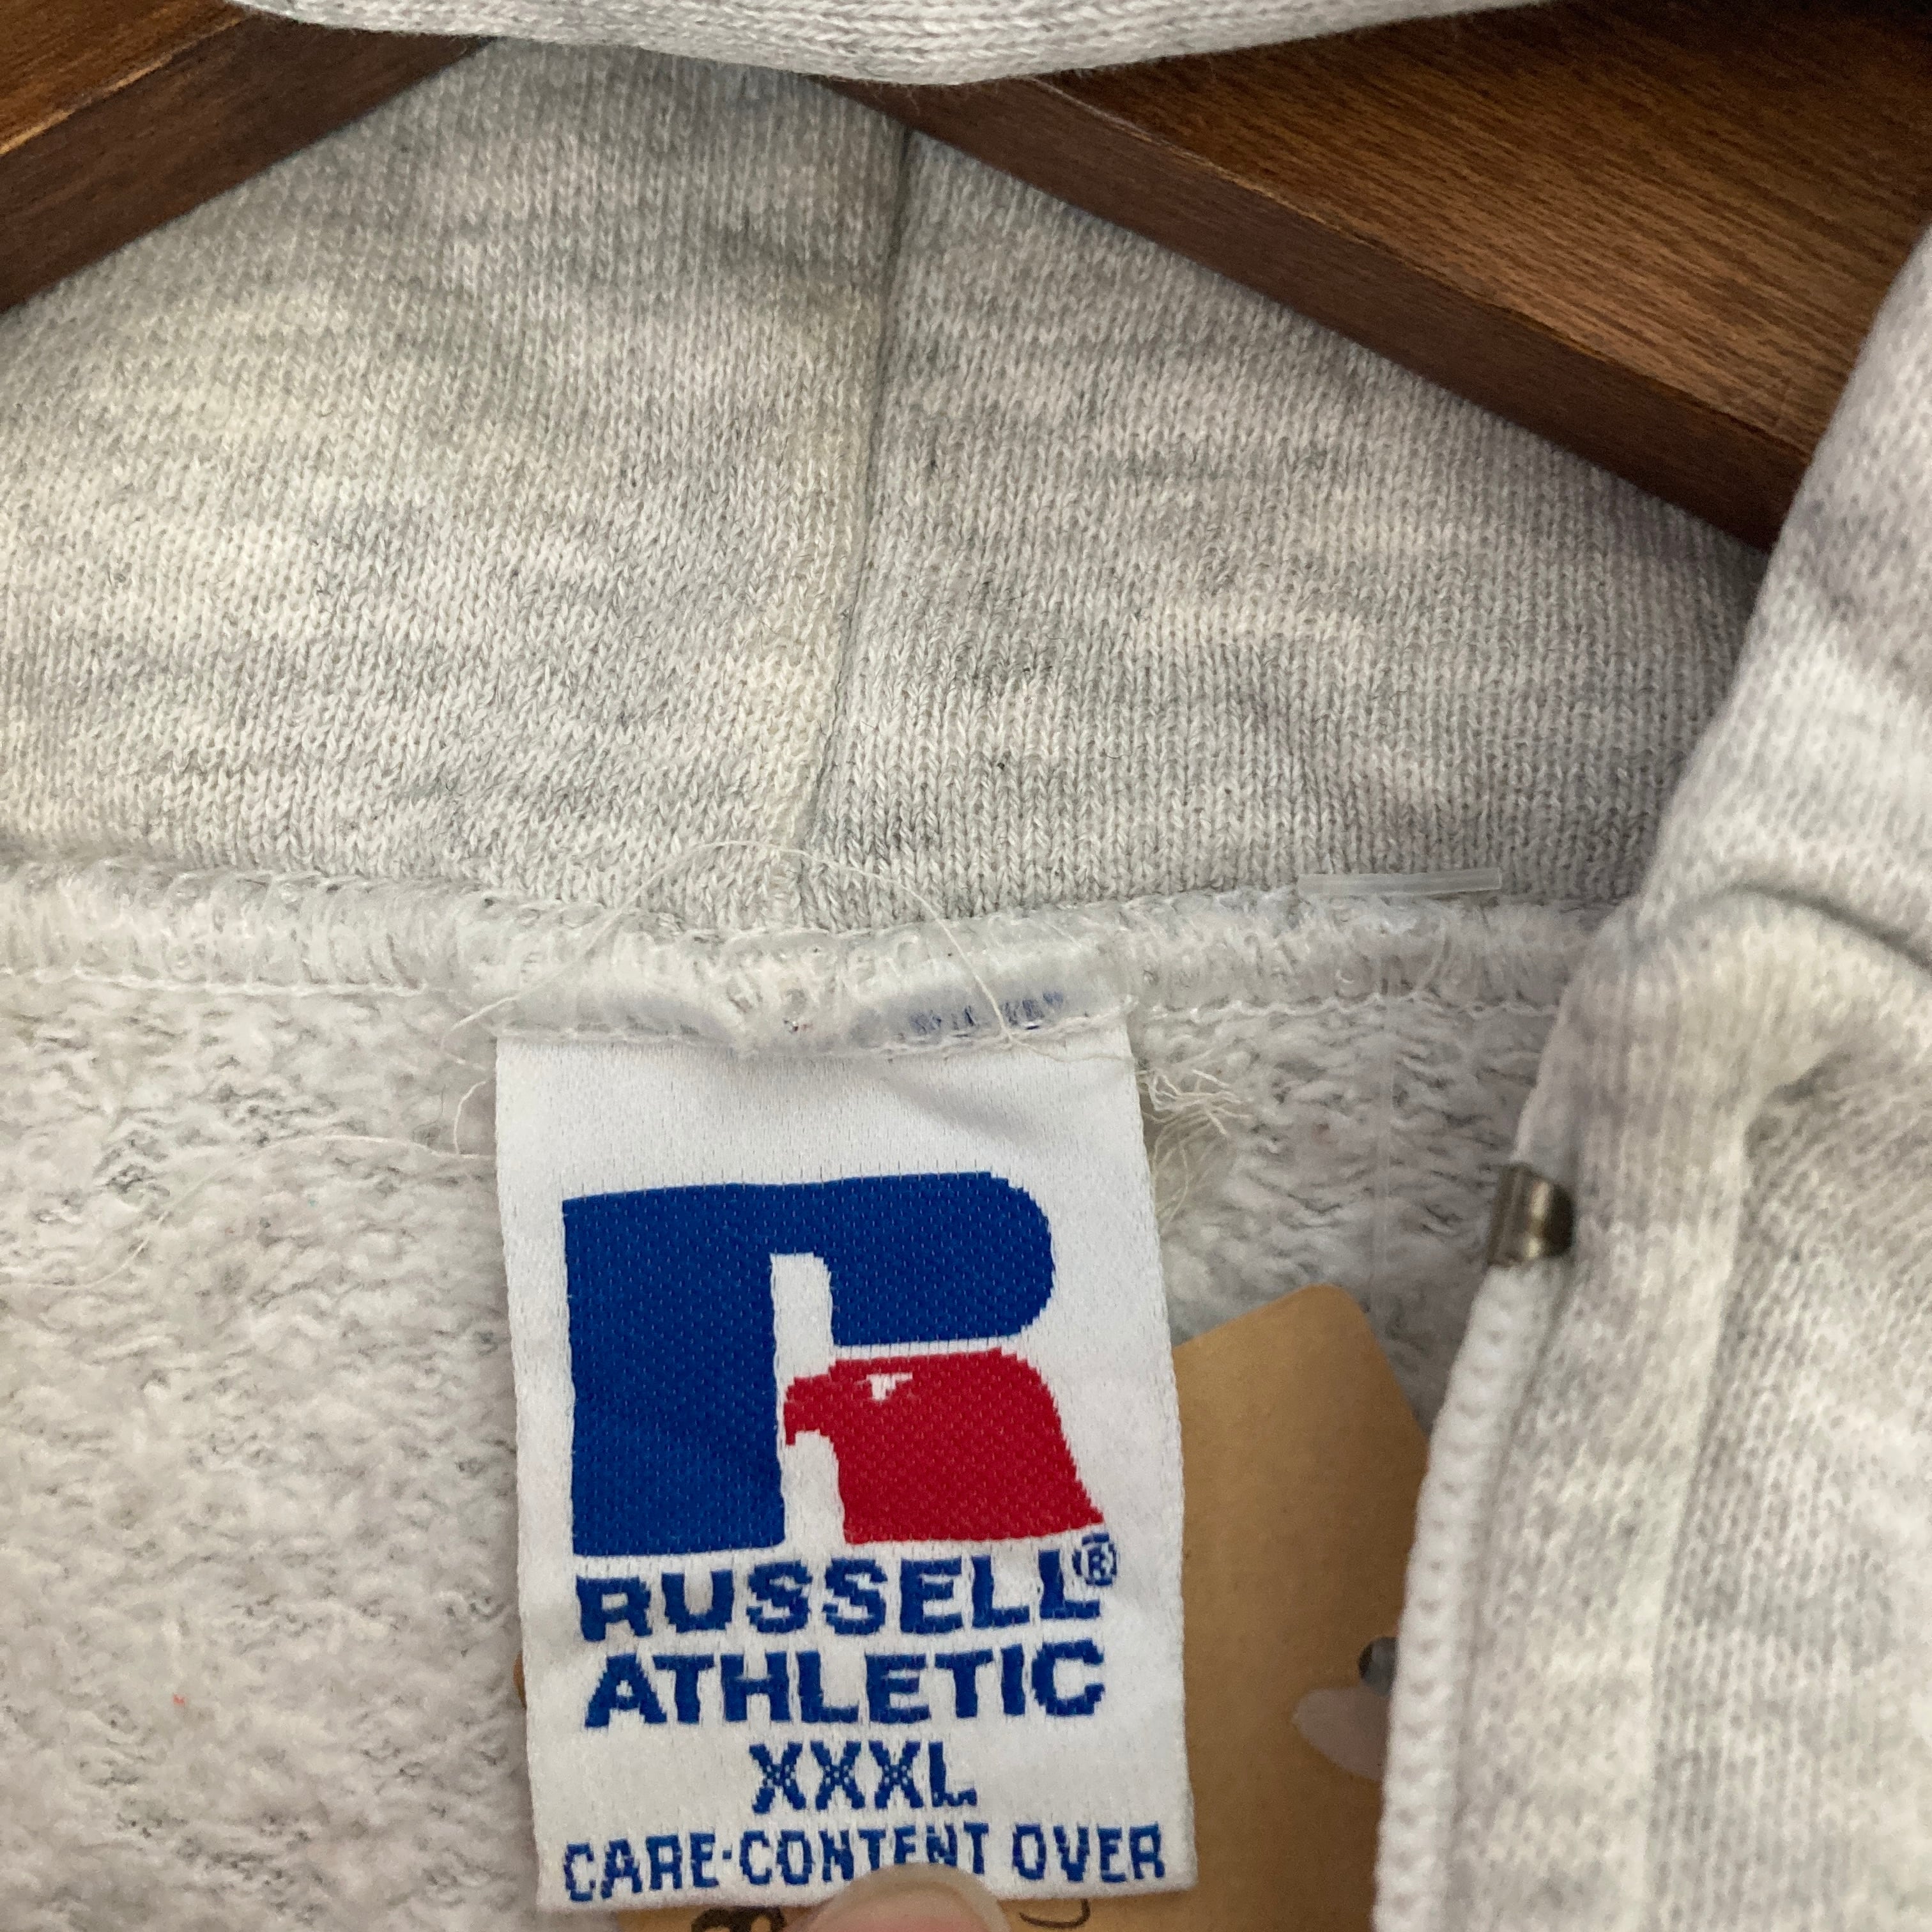 RUSSELL®
ATHLETIC
XXXL
CARE·CONTENT OVER